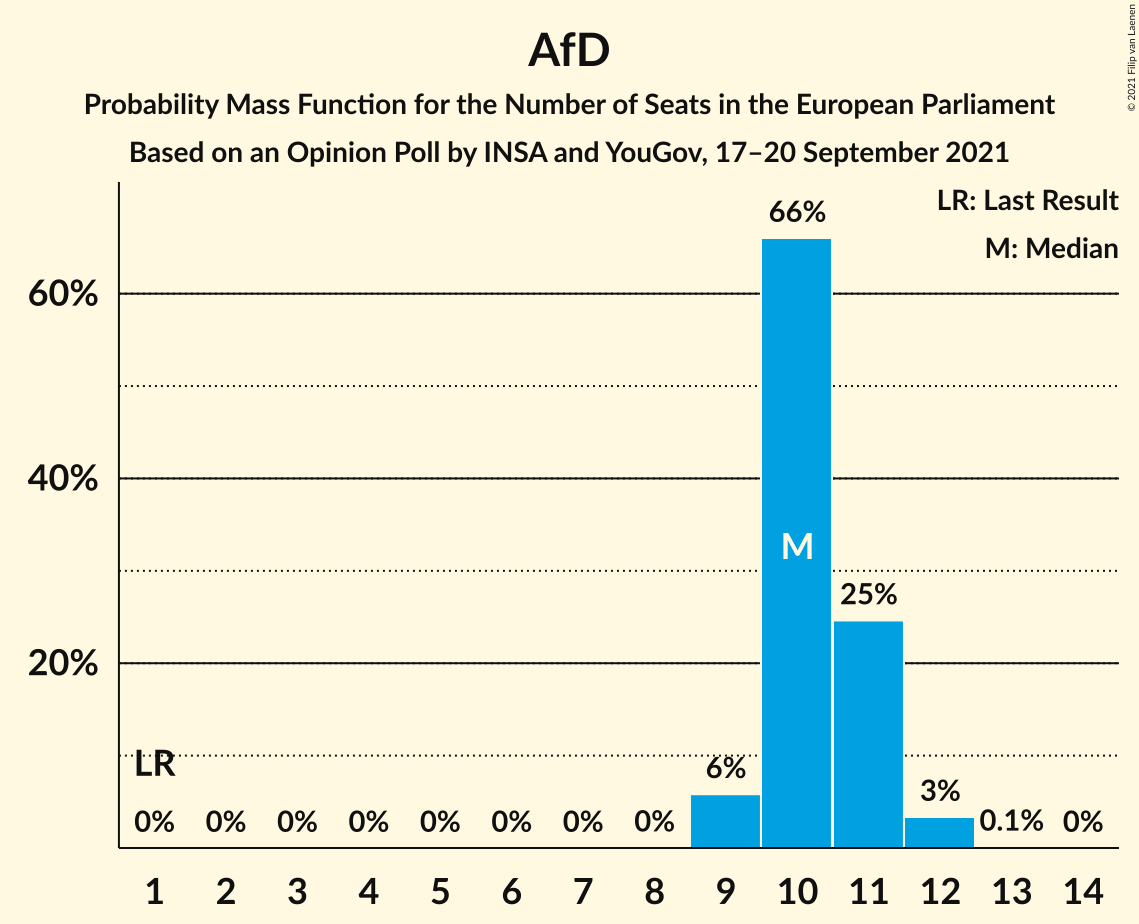 © 2021 Filip van Laenen
AfD
Probability Mass Function for the Number of Seats in the European Parliament
Based on an Opinion Poll by INSA and YouGov, 17–20 September 2021
LR: Last Result
M: Median
66%
60%
40%
M
25%
20%
LR
6%
3%
0% 0% 0% 0% 0% 0% 0% 0% 0.1% 0%
1 2 3 4 5 6 7 8 9 10 11 12 13 14